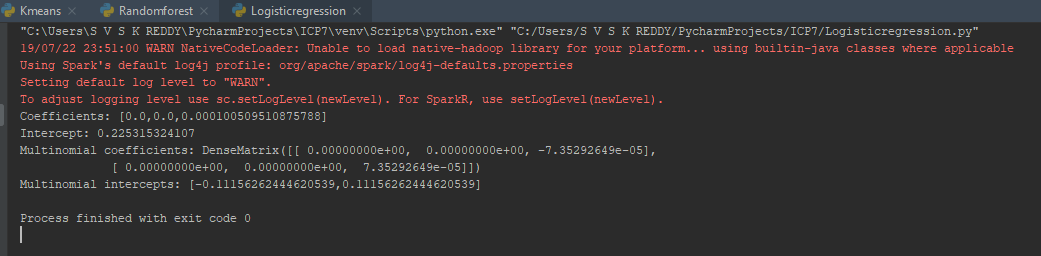 Kmeans × Randomforest × Logisticregression ×
"C:\Users\S V S K REDDY\PycharmProjects\ICP7\venv\Scripts\python.exe" "C:/Users/S V S K REDDY/PycharmProjects/ICP7/Logisticregression.py"
19/07/22 23:51:00 WARN NativeCodeLoader: Unable to load native-hadoop library for your platform... using builtin-java classes where applicable
Using Spark's default log4j profile: org/apache/spark/log4j-defaults.properties
Setting default log level to "WARN".
To adjust logging level use sc.setLogLevel(newLevel). For SparkR, use setLogLevel(newLevel).
Coefficients: [0.0,0.0,0.000100509510875788]
Intercept: 0.225315324107
Multinomial coefficients: DenseMatrix([[ 0.00000000e+00,  0.00000000e+00, -7.35292649e-05],
             [ 0.00000000e+00,  0.00000000e+00,  7.35292649e-05]])
Multinomial intercepts: [-0.11156262444620539,0.11156262444620539]
Process finished with exit code 0